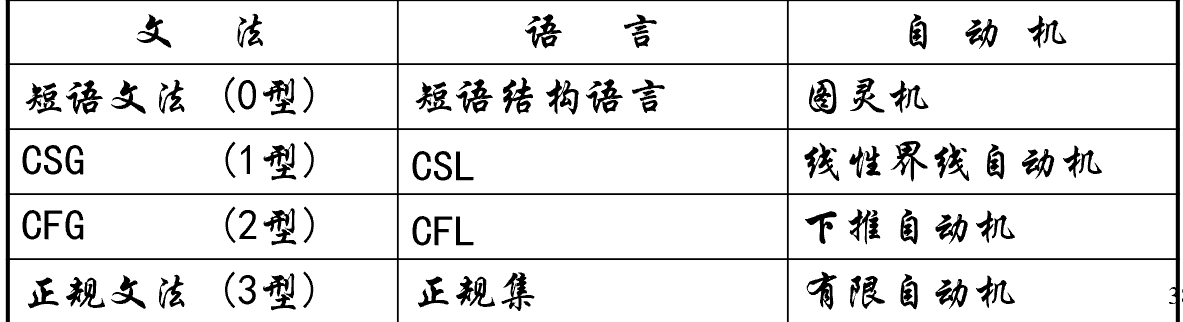 文 法 语 言 自 动 机
短语文法 (0型) 短语结构语言 图灵机
CSG (1型) CSL 线性界线自动机
CFG (2型) CFL 下推自动机
正规文法 (3型) 正规集 有限自动机